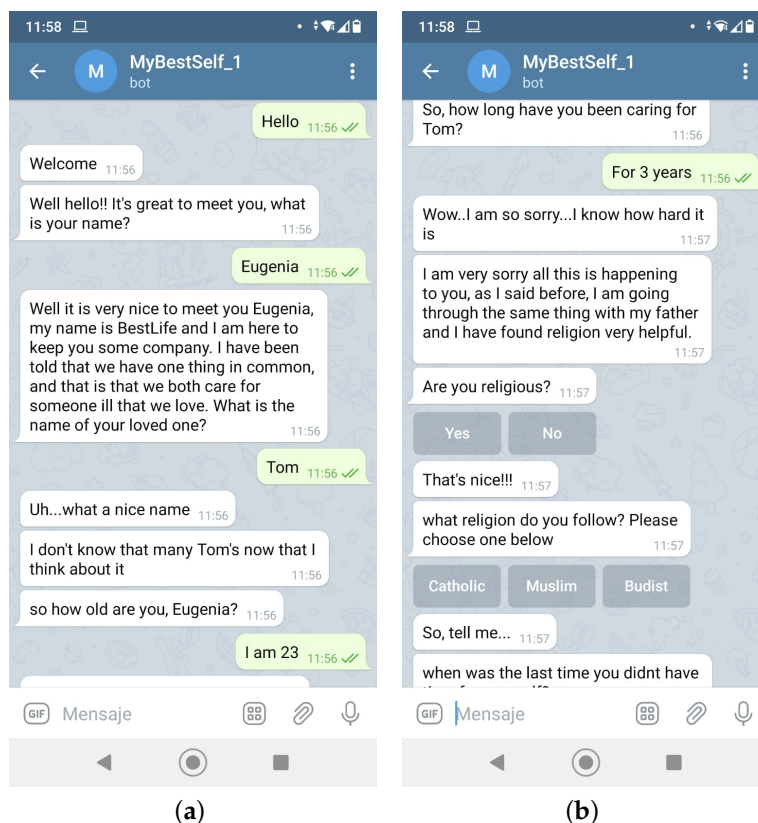 11:58
MyBestSelf_1
M
bot
Hello 11:56
Welcome 11:56
Well hello!! It's great to meet you, what
is your name?
11:56
Eugenia 11:56
Well it is very nice to meet you Eugenia,
my name is BestLife and I am here to
keep you some company. I have been
told that we have one thing in common,
and that is that we both care for
someone ill that we love. What is the
name of your loved one?
11:56
Tom 11:56
Uh...what a nice name 11:56
I don't know that many Tom's now that I
think about it
11:56
so how old are you, Eugenia? 11:56
I am 23 11:56
GIF Mensaje
(a)
11:58
MyBestSelf_1
M
bot
So, how long have you been caring for
Tom?
11:56
For 3 years 11:56
Wow..I am so sorry...I know how hard it
is
11:57
I am very sorry all this is happening
to you, as I said before, I am going
through the same thing with my father
and I have found religion very helpful.
11:57
Are you religious? 11:57
Yes No
That's nice!!! 11:57
what religion do you follow? Please
choose one below
11:57
Catholic Muslim Budist
So, tell me... 11:57
when was the last time you didnt have
GIF Mensaje
(b)